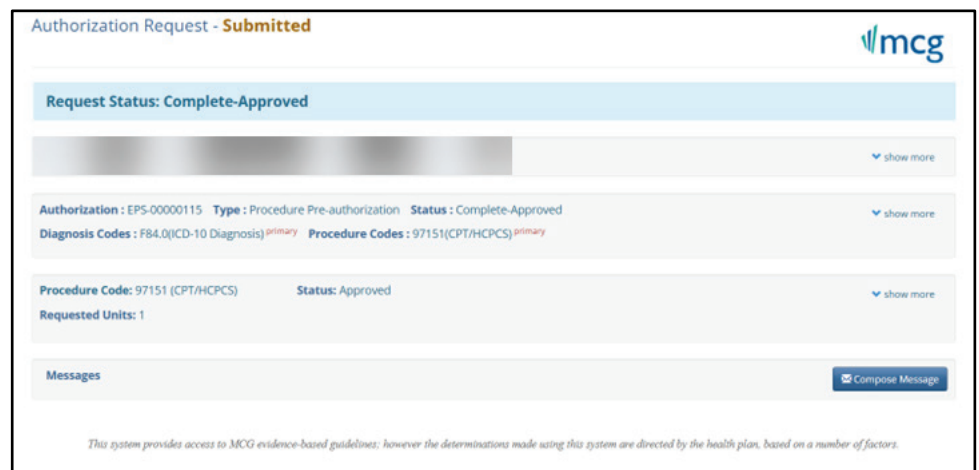 Authorization Request - Submitted
mcg
Request Status: Complete-Approved
show more
Authorization : EPS-00000115 Type : Procedure Pre-authorization Status : Complete-Approved
show more
Diagnosis Codes : F84.0(ICD-10 Diagnosis) primary Procedure Codes : 97151(CPT/HCPCS) primary
Procedure Code: 97151 (CPT/HCPCS) Status: Approved
show more
Requested Units: 1
Messages
Compose Message
This system provides access to MCG evidence-based guidelines; however the determinations made using this system are directed by the health plan, based on a number of factors.